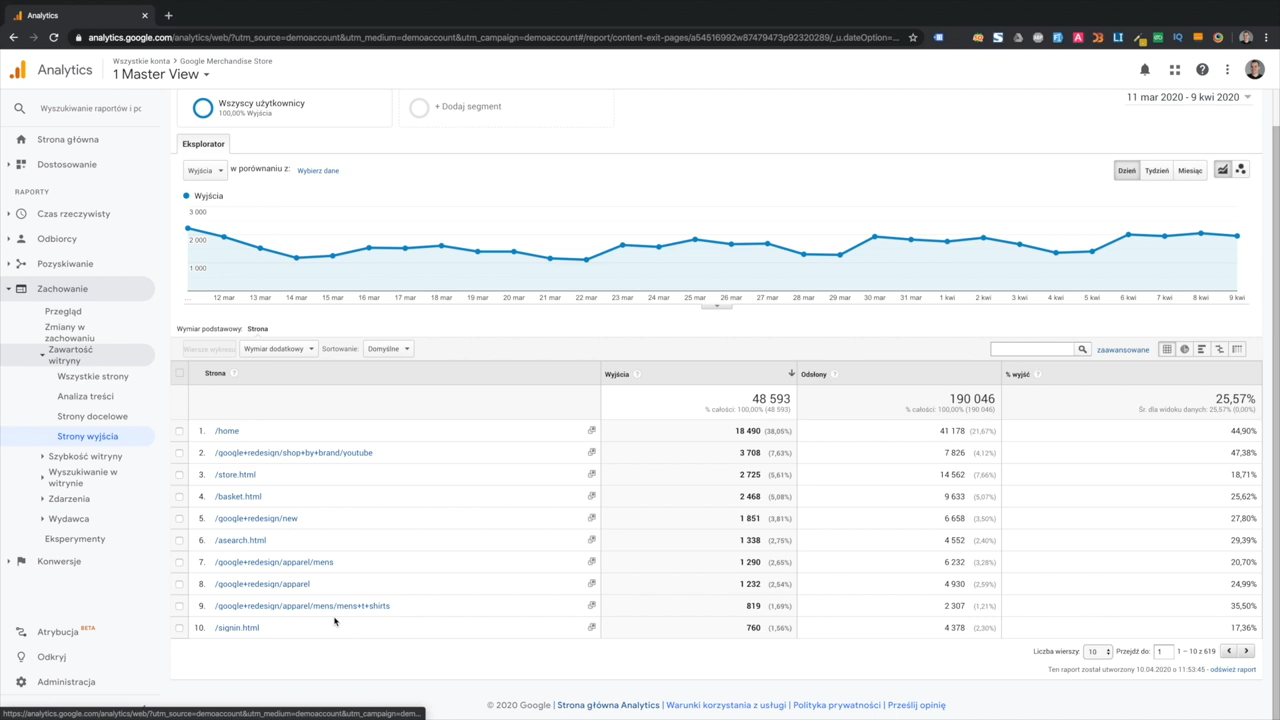 Analytics
analytics.google.com/analytics/web/?utm_source=demoaccount&utm_medium=demoaccount&utm_campaign=demoaccount#/report/content-exit-pages/a54516992w87479473p92320289/_u.dateOption=...
Analytics
Wszystkie konta > Google Merchandise Store
1 Master View
Wyszukiwanie raportów i pc
Strona główna
Dostosowanie
RAPORTY
Czas rzeczywisty
Odbiorcy
Pozyskiwanie
Zachowanie
Przegląd
Zmiany w
zachowaniu
Zawartość
witryny
Wszystkie strony
Analiza treści
Strony docelowe
Strony wyjścia
Szybkość witryny
Wyszukiwanie w
witrynie
Zdarzenia
Wydawca
Eksperymenty
Konwersje
Atrybucja BETA
Odkryj
Administracja
Wszyscy użytkownicy
100,00% Wyjścia
+ Dodaj segment
11 mar 2020 - 9 kwi 2020
Eksplorator
Wyjścia w porównaniu z: Wybierz dane
Dzień Tydzień Miesiąc
Wyjścia
3 000
2 000
1 000
... 12 mar 13 mar 14 mar 15 mar 16 mar 17 mar 18 mar 19 mar 20 mar 21 mar 22 mar 23 mar 24 mar 25 mar 26 mar 27 mar 28 mar 29 mar 30 mar 31 mar 1 kwi 2 kwi 3 kwi 4 kwi 5 kwi 6 kwi 7 kwi 8 kwi 9 kwi
Wymiar podstawowy: Strona
Wiersze wykresu Wymiar dodatkowy Sortowanie: Domyślne zaawansowane
Strona ? Wyjścia ? Odsłony ? % wyjść ?
48 593 190 046 25,57%
% całości: 100,00% (48 593) % całości: 100,00% (190 046) Śr. dla widoku danych: 25,57% (0,00%)
1. /home 18 490 (38,05%) 41 178 (21,67%) 44,90%
2. /google+redesign/shop+by+brand/youtube 3 708 (7,63%) 7 826 (4,12%) 47,38%
3. /store.html 2 725 (5,61%) 14 562 (7,66%) 18,71%
4. /basket.html 2 468 (5,08%) 9 633 (5,07%) 25,62%
5. /google+redesign/new 1 851 (3,81%) 6 658 (3,50%) 27,80%
6. /asearch.html 1 338 (2,75%) 4 552 (2,40%) 29,39%
7. /google+redesign/apparel/mens 1 290 (2,65%) 6 232 (3,28%) 20,70%
8. /google+redesign/apparel 1 232 (2,54%) 4 930 (2,59%) 24,99%
9. /google+redesign/apparel/mens/mens+t+shirts 819 (1,69%) 2 307 (1,21%) 35,50%
10. /signin.html 760 (1,56%) 4 378 (2,30%) 17,36%
Liczba wierszy: 10 Przejdź do: 1 1 – 10 z 619
Ten raport został utworzony 10.04.2020 o 11:53:45 - odśwież raport
© 2020 Google | Strona główna Analytics | Warunki korzystania z usługi | Polityka prywatności | Prześlij opinię
https://analytics.google.com/analytics/web/?utm_source=demoaccount&utm_medium=demoaccount&utm_campaign=dem...